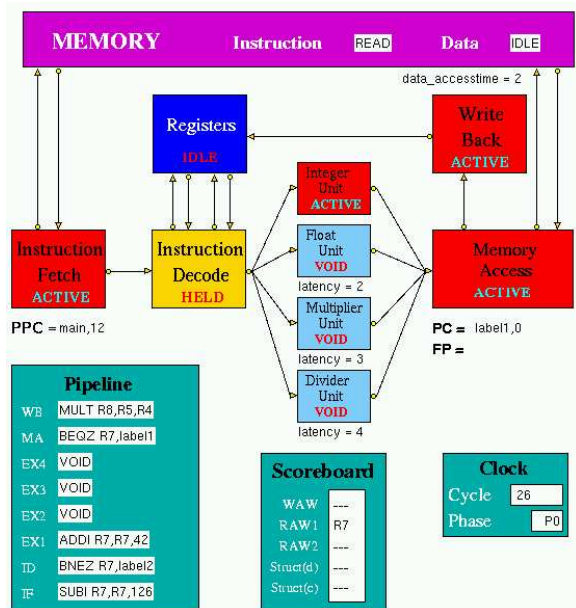 MEMORY Instruction READ Data IDLE
data_accesstime = 2
Registers
IDLE
Write
Back
ACTIVE
Integer
Unit
ACTIVE
Instruction
Fetch
ACTIVE
Instruction
Decode
HELD
Float
Unit
VOID
latency = 2
Memory
Access
ACTIVE
PPC = main,12
Multiplier
Unit
VOID
latency = 3
PC = label1,0
FP =
Divider
Unit
VOID
latency = 4
Pipeline
WB MULT R8,R5,R4
MA BEQZ R7,label1
EX4 VOID
EX3 VOID
EX2 VOID
EX1 ADDI R7,R7,42
ID BNEZ R7,label2
IF SUBI R7,R7,126
Scoreboard
WAW ---
RAW1 R7
RAW2 ---
Struct(d) ---
Struct(c) ---
Clock
Cycle 26
Phase P0